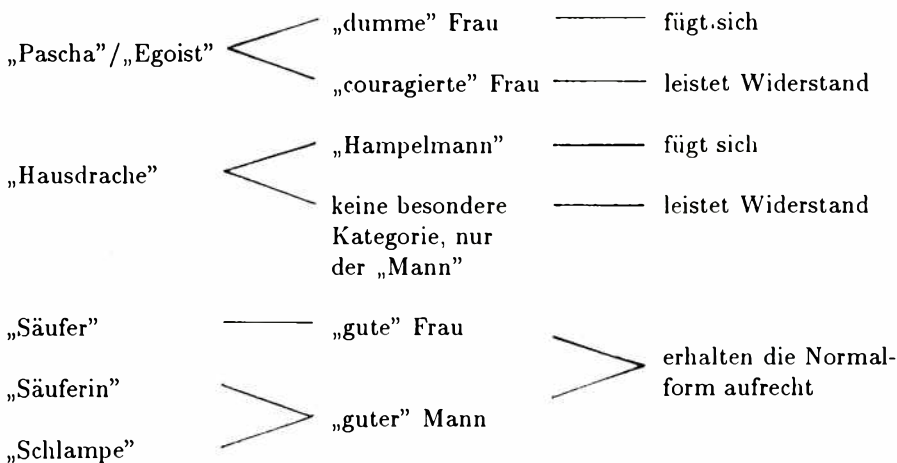 „dumme” Frau fügt sich
„Pascha”/„Egoist”
„couragierte” Frau leistet Widerstand
„Hampelmann” fügt sich
„Hausdrache”
keine besondere leistet Widerstand
Kategorie, nur
der „Mann”
„Säufer” „gute” Frau
erhalten die Normal-
form aufrecht
„Säuferin”
„guter” Mann
„Schlampe”